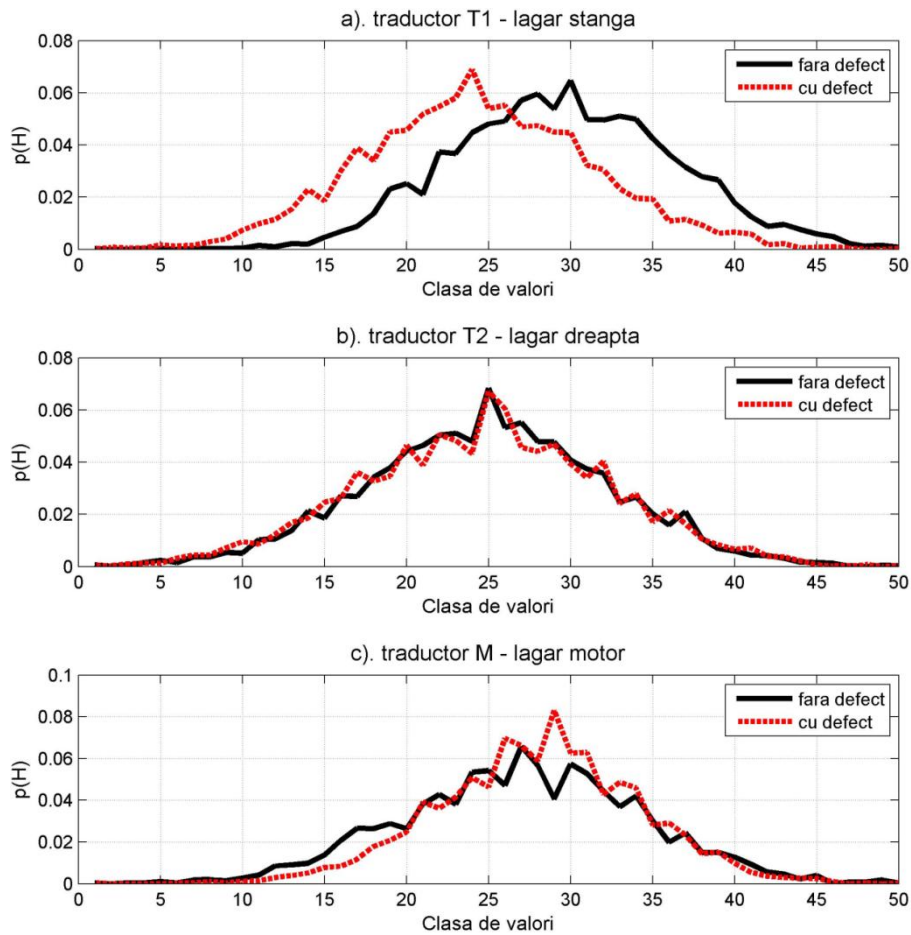 a). traductor T1 - lagar stanga
0.08
0.06
0.04
0.02
0
p(H)
fara defect
cu defect
0 5 10 15 20 25 30 35 40 45 50
Clasa de valori
b). traductor T2 - lagar dreapta
0.08
0.06
0.04
0.02
0
p(H)
fara defect
cu defect
0 5 10 15 20 25 30 35 40 45 50
Clasa de valori
c). traductor M - lagar motor
0.1
0.08
0.06
0.04
0.02
0
p(H)
fara defect
cu defect
0 5 10 15 20 25 30 35 40 45 50
Clasa de valori